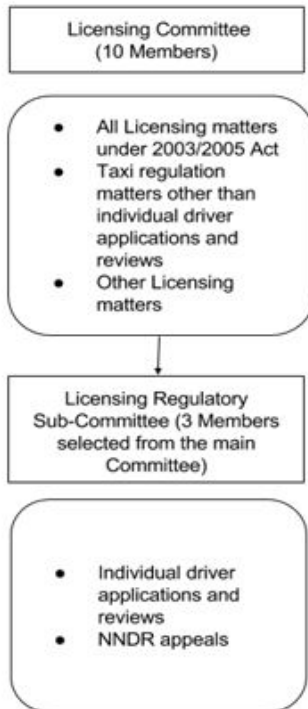 Licensing Committee
(10 Members)
● All Licensing matters
under 2003/2005 Act
● Taxi regulation
matters other than
individual driver
applications and
reviews
● Other Licensing
matters
Licensing Regulatory
Sub-Committee (3 Members
selected from the main
Committee)
● Individual driver
applications and
reviews
● NNDR appeals